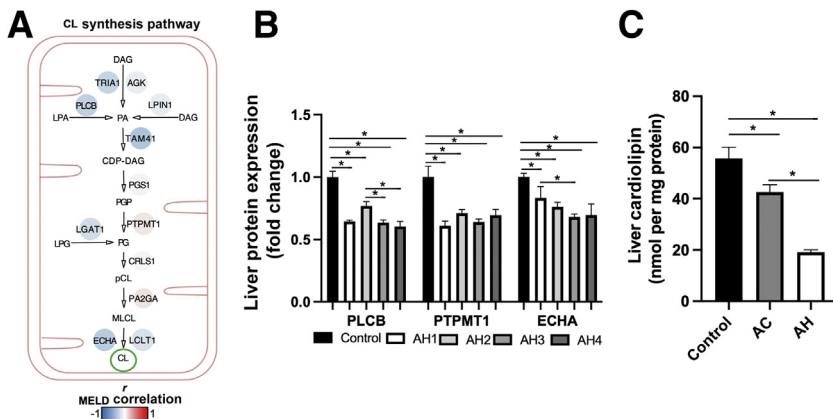 A
CL synthesis pathway
DAG
TRIA1 AGK
PLCB LPIN1
LPA PA DAG
TAM41
CDP-DAG
PGS1
PGP
PTPMT1
LGAT1
LPG PG
CRLS1
pCL
PA2GA
MLCL
ECHA LCLT1
CL
r
MELD correlation
-1 1
B
Liver protein expression
(fold change)
1.5
1.0
0.5
0.0
* * * * * * * * * * * * * * *
PLCB PTPMT1 ECHA
Control AH1 AH2 AH3 AH4
C
Liver cardiolipin
(nmol per mg protein)
80
60
40
20
0
*
*
*
Control AC AH